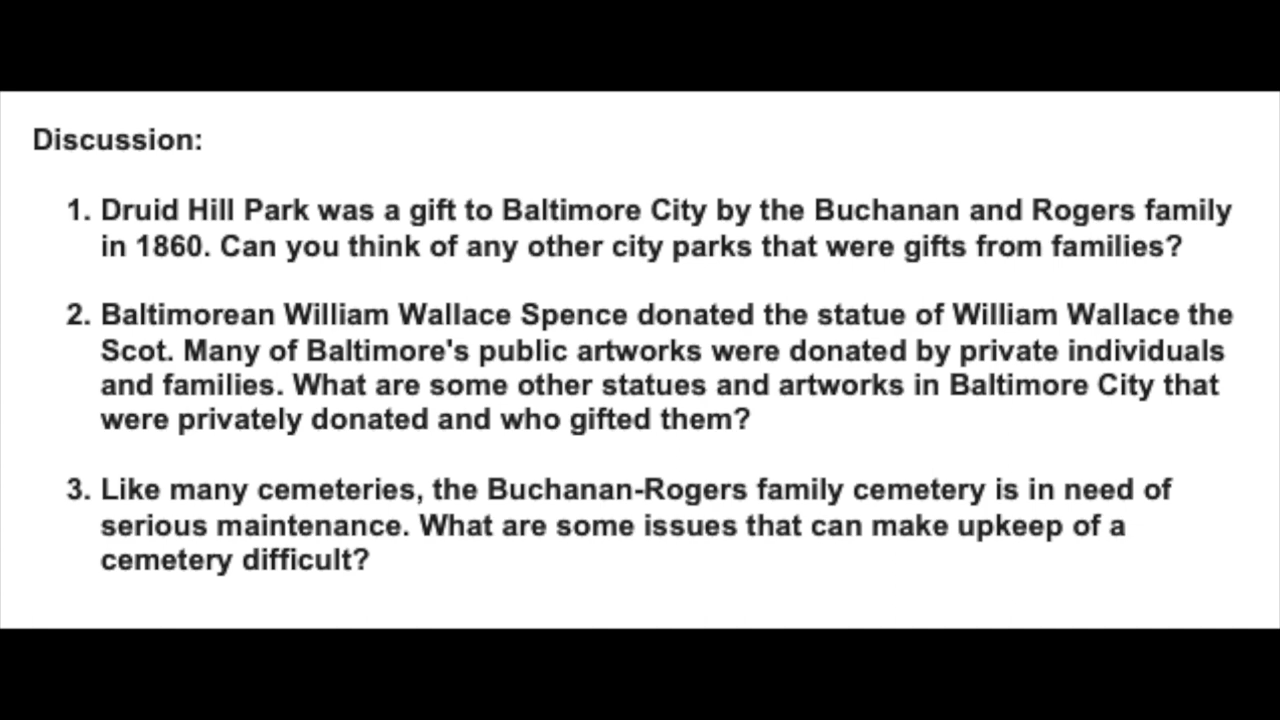 Discussion:
1. Druid Hill Park was a gift to Baltimore City by the Buchanan and Rogers family
in 1860. Can you think of any other city parks that were gifts from families?
2. Baltimorean William Wallace Spence donated the statue of William Wallace the
Scot. Many of Baltimore's public artworks were donated by private individuals
and families. What are some other statues and artworks in Baltimore City that
were privately donated and who gifted them?
3. Like many cemeteries, the Buchanan-Rogers family cemetery is in need of
serious maintenance. What are some issues that can make upkeep of a
cemetery difficult?